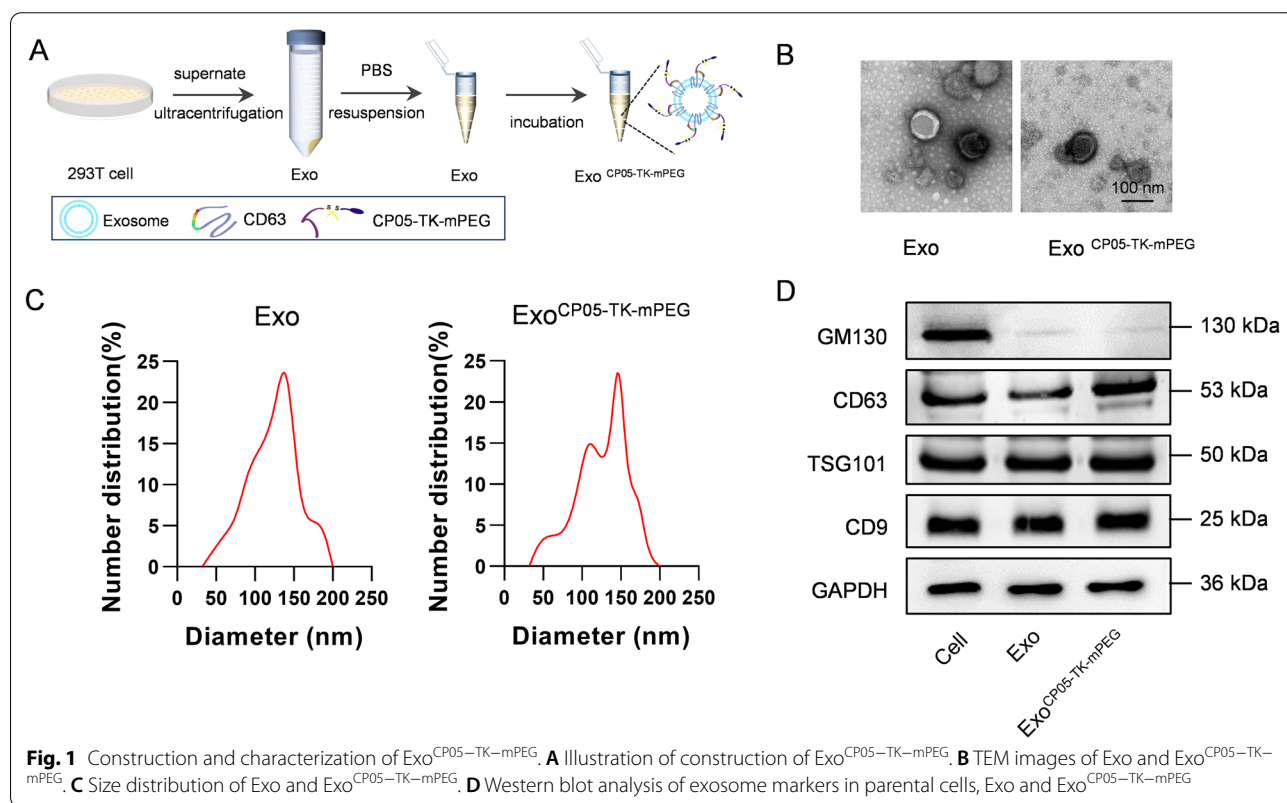 A
supernate
ultracentrifugation
PBS
resuspension
incubation
293T cell
Exo
Exo
Exo CP05-TK-mPEG
Exosome
CD63
S S
CP05-TK-mPEG
B
100 nm
Exo
Exo CP05-TK-mPEG
C
Exo
Number distribution(%)
25
20
15
10
5
0
0 50 100 150 200 250
Diameter (nm)
ExoCP05-TK-mPEG
Number distribution(%)
25
20
15
10
5
0
0 50 100 150 200 250
Diameter (nm)
D
GM130
130 kDa
CD63
53 kDa
TSG101
50 kDa
CD9
25 kDa
GAPDH
36 kDa
Cell
Exo
ExoCP05-TK-mPEG
Fig. 1 Construction and characterization of ExoCP05−TK−mPEG. A Illustration of construction of ExoCP05−TK−mPEG. B TEM images of Exo and ExoCP05−TK−
mPEG. C Size distribution of Exo and ExoCP05−TK−mPEG. D Western blot analysis of exosome markers in parental cells, Exo and ExoCP05−TK−mPEG